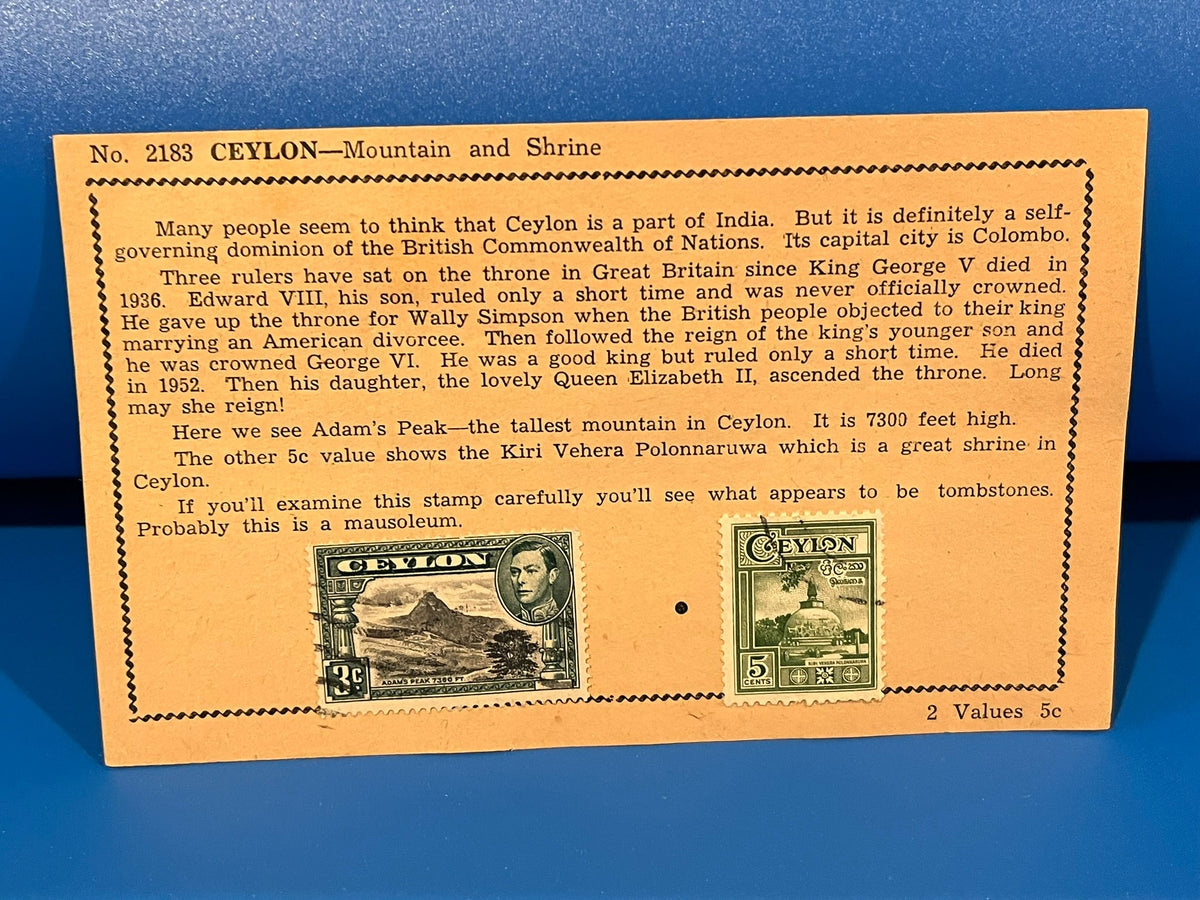 No. 2183 CEYLON—Mountain and Shrine
Many people seem to think that Ceylon is a part of India. But it is definitely a self-
governing dominion of the British Commonwealth of Nations. Its capital city is Colombo.
Three rulers have sat on the throne in Great Britain since King George V died in
1936. Edward VIII, his son, ruled only a short time and was never officially crowned.
He gave up the throne for Wally Simpson when the British people objected to their king
marrying an American divorcee. Then followed the reign of the king's younger son and
he was crowned George VI. He was a good king but ruled only a short time. He died
in 1952. Then his daughter, the lovely Queen Elizabeth II, ascended the throne. Long
may she reign!
Here we see Adam's Peak—the tallest mountain in Ceylon. It is 7300 feet high.
The other 5c value shows the Kiri Vehera Polonnaruwa which is a great shrine in
Ceylon.
If you'll examine this stamp carefully you'll see what appears to be tombstones.
Probably this is a mausoleum.
CEYLON
3c
ADAM'S PEAK 7360 FT
CEYLON
ශ්‍රී ලංකා
இலங்கை
KIRI VEHERA POLONNARUWA
5
CENTS
2 Values 5c